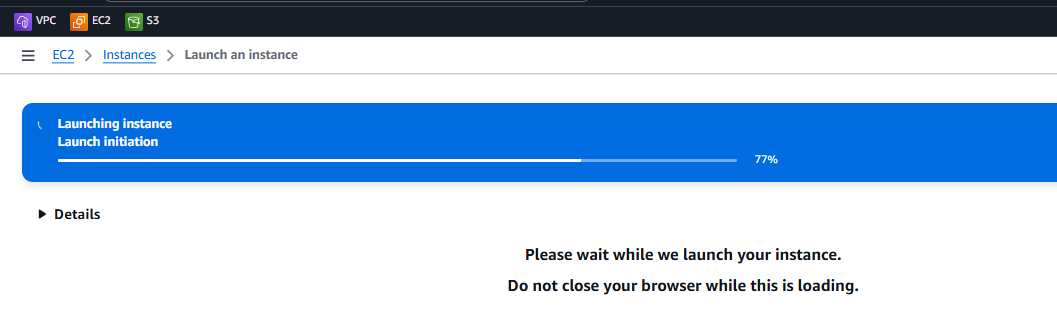 VPC EC2 S3
EC2 Instances Launch an instance
Launching instance
Launch initiation
77%
Details
Please wait while we launch your instance.
Do not close your browser while this is loading.